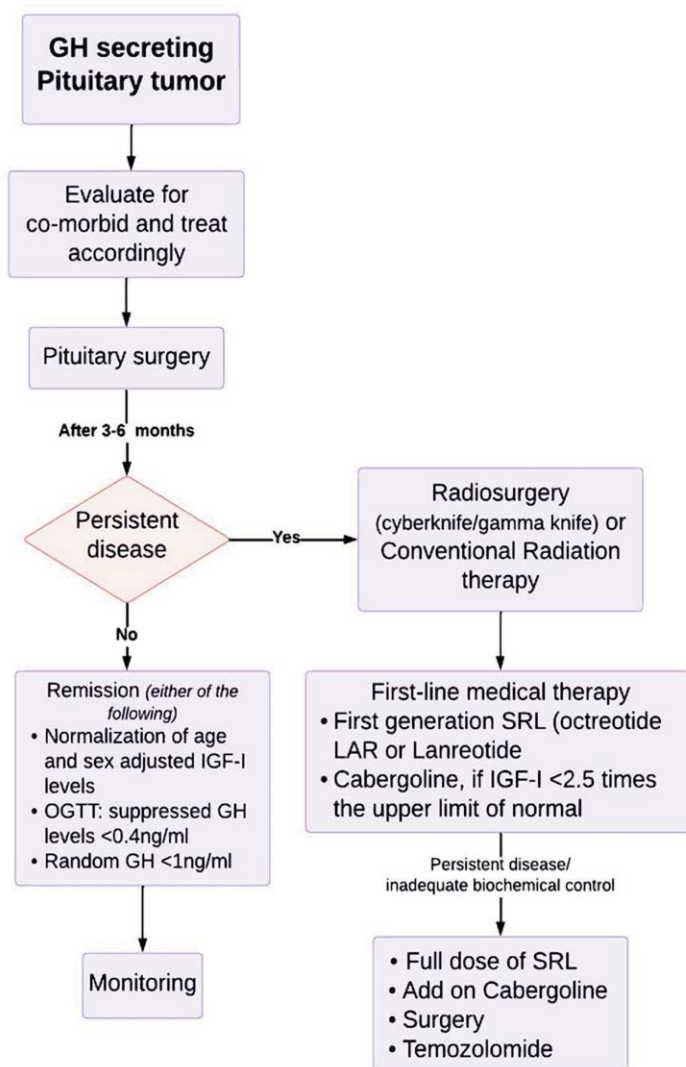 GH secreting
Pituitary tumor
Evaluate for
co-morbid and treat
accordingly
Pituitary surgery
After 3-6 months
Persistent
disease
Yes
Radiosurgery
(cyberknife/gamma knife) or
Conventional Radiation
therapy
No
Remission (either of the
following)
• Normalization of age
and sex adjusted IGF-I
levels
• OGTT: suppressed GH
levels <0.4ng/ml
• Random GH <1ng/ml
First-line medical therapy
• First generation SRL (octreotide
LAR or Lanreotide
• Cabergoline, if IGF-I <2.5 times
the upper limit of normal
Persistent disease/
inadequate biochemical control
Monitoring
• Full dose of SRL
• Add on Cabergoline
• Surgery
• Temozolomide